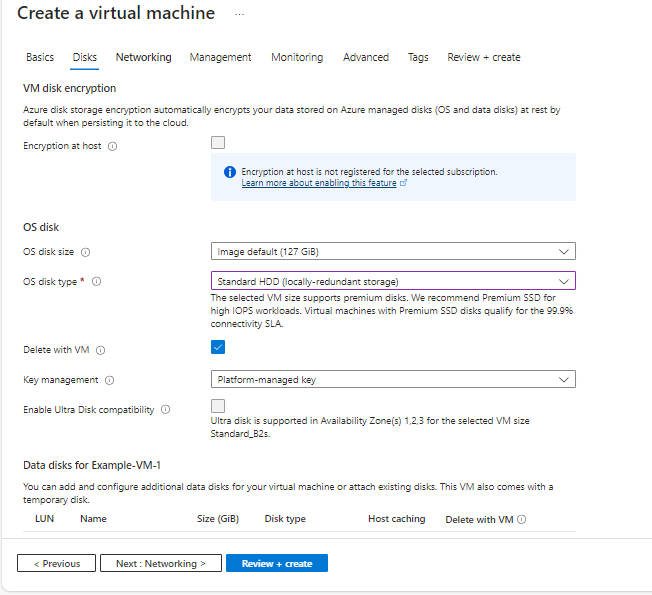 Create a virtual machine ...
Basics Disks Networking Management Monitoring Advanced Tags Review + create
VM disk encryption
Azure disk storage encryption automatically encrypts your data stored on Azure managed disks (OS and data disks) at rest by
default when persisting it to the cloud.
Encryption at host
Encryption at host is not registered for the selected subscription.
Learn more about enabling this feature
OS disk
OS disk size Image default (127 GiB)
OS disk type * Standard HDD (locally-redundant storage)
The selected VM size supports premium disks. We recommend Premium SSD for
high IOPS workloads. Virtual machines with Premium SSD disks qualify for the 99.9%
connectivity SLA.
Delete with VM
Key management Platform-managed key
Enable Ultra Disk compatibility
Ultra disk is supported in Availability Zone(s) 1,2,3 for the selected VM size
Standard_B2s.
Data disks for Example-VM-1
You can add and configure additional data disks for your virtual machine or attach existing disks. This VM also comes with a
temporary disk.
LUN Name Size (GiB) Disk type Host caching Delete with VM
< Previous Next : Networking > Review + create